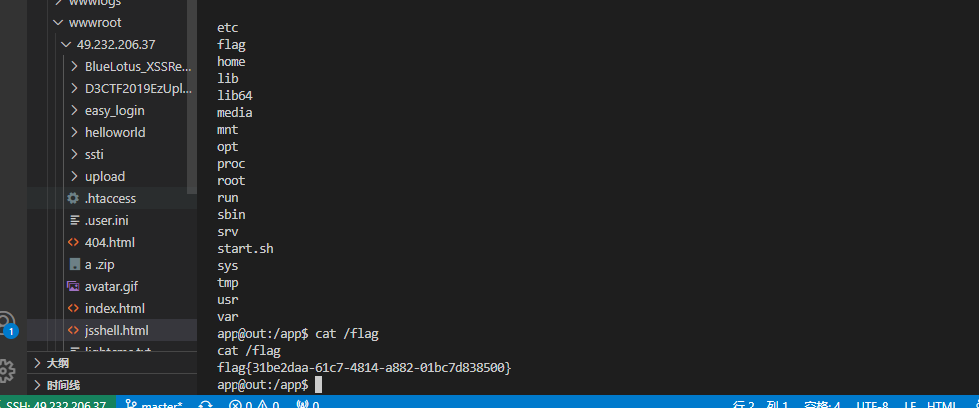 wwwlogs
wwwroot
49.232.206.37
BlueLotus_XSSRe...
D3CTF2019EzUpl...
easy_login
helloworld
ssti
upload
.htaccess
.user.ini
404.html
a .zip
avatar.gif
index.html
jsshell.html
大纲
时间线
1
etc
flag
home
lib
lib64
media
mnt
opt
proc
root
run
sbin
srv
start.sh
sys
tmp
usr
var
app@out:/app$ cat /flag
cat /flag
flag{31be2daa-61c7-4814-a882-01bc7d838500}
app@out:/app$
SSH: 49.232.206.37 master* 0 0 0 行 2, 列 1 空格: 4 UTF-8 LF HTML